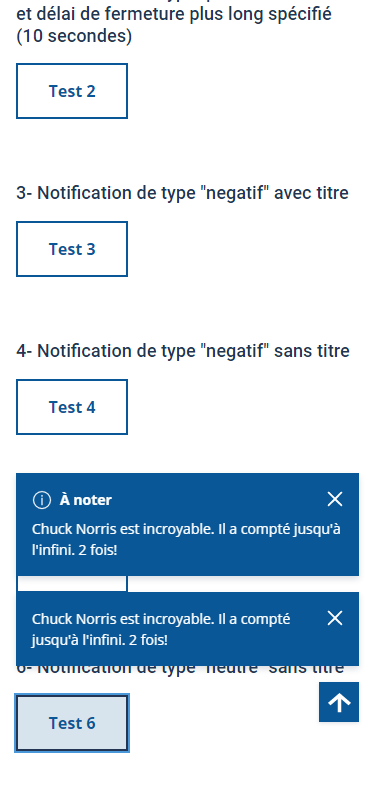 et délai de fermeture plus long spécifié
(10 secondes)
Test 2
3- Notification de type "negatif" avec titre
Test 3
4- Notification de type "negatif" sans titre
Test 4
À noter
Chuck Norris est incroyable. Il a compté jusqu'à
l'infini. 2 fois!
Chuck Norris est incroyable. Il a compté
jusqu'à l'infini. 2 fois!
6- Notification de type "neutre" sans titre
Test 6